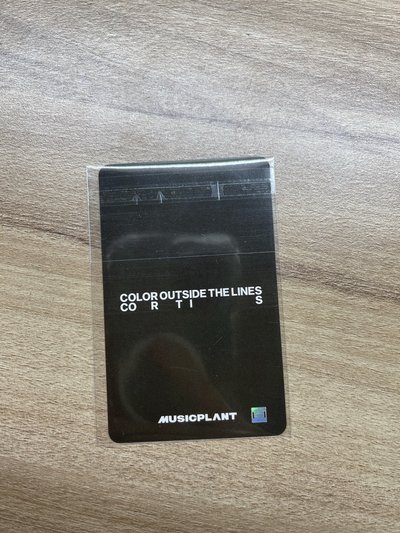 COLOR OUTSIDE THE LINES
CO R TI S
MUSICPLANT